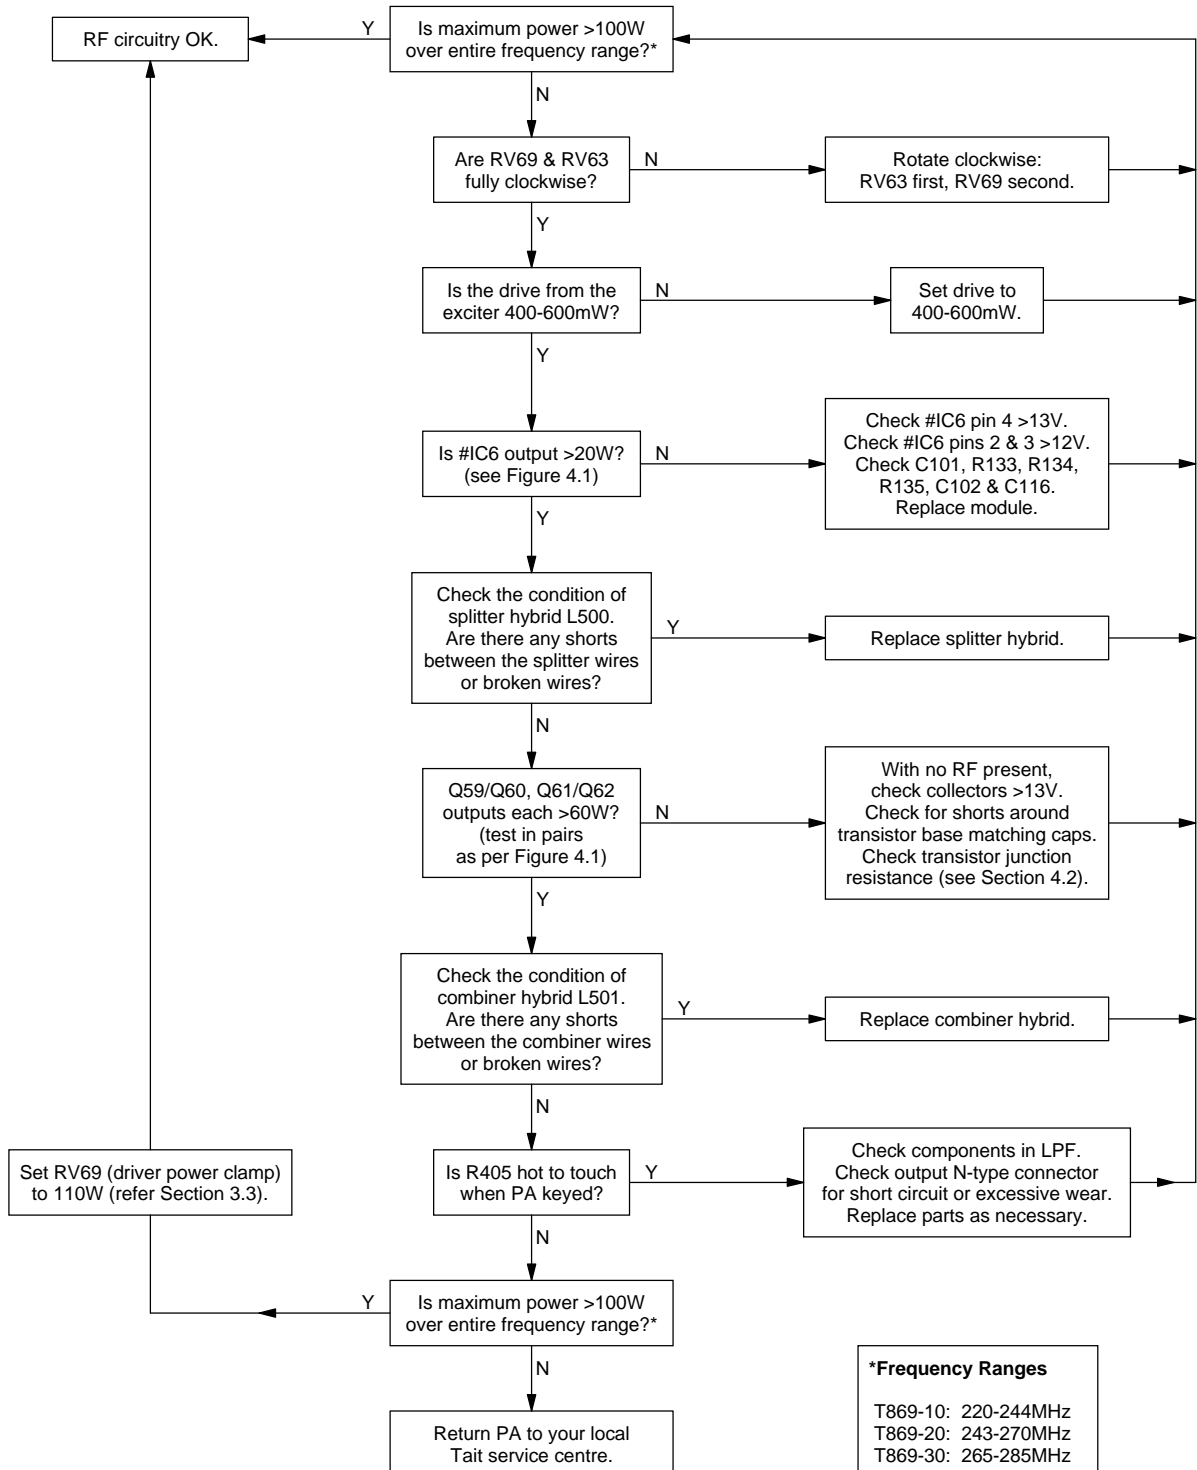 RF circuitry OK.
Y
Is maximum power >100W
over entire frequency range?*
N
Are RV69 & RV63
fully clockwise?
N
Rotate clockwise:
RV63 first, RV69 second.
Y
Is the drive from the
exciter 400-600mW?
N
Set drive to
400-600mW.
Y
Is #IC6 output >20W?
(see Figure 4.1)
N
Check #IC6 pin 4 >13V.
Check #IC6 pins 2 & 3 >12V.
Check C101, R133, R134,
R135, C102 & C116.
Replace module.
Y
Check the condition of
splitter hybrid L500.
Are there any shorts
between the splitter wires
or broken wires?
Y
Replace splitter hybrid.
N
Q59/Q60, Q61/Q62
outputs each >60W?
(test in pairs
as per Figure 4.1)
N
With no RF present,
check collectors >13V.
Check for shorts around
transistor base matching caps.
Check transistor junction
resistance (see Section 4.2).
Y
Check the condition of
combiner hybrid L501.
Are there any shorts
between the combiner wires
or broken wires?
Y
Replace combiner hybrid.
N
Set RV69 (driver power clamp)
to 110W (refer Section 3.3).
Is R405 hot to touch
when PA keyed?
Y
Check components in LPF.
Check output N-type connector
for short circuit or excessive wear.
Replace parts as necessary.
N
Y
Is maximum power >100W
over entire frequency range?*
N
Return PA to your local
Tait service centre.
*Frequency Ranges
T869-10: 220-244MHz
T869-20: 243-270MHz
T869-30: 265-285MHz